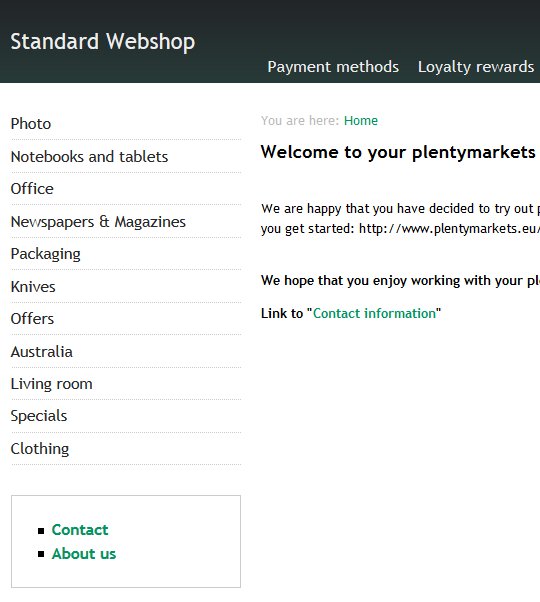 Standard Webshop
Payment methods Loyalty rewards
Photo
Notebooks and tablets
Office
Newspapers & Magazines
Packaging
Knives
Offers
Australia
Living room
Specials
Clothing
Contact
About us
You are here: Home
Welcome to your plentymarkets
We are happy that you have decided to try out
you get started: http://www.plentymarkets.eu/
We hope that you enjoy working with your
Link to "Contact information"